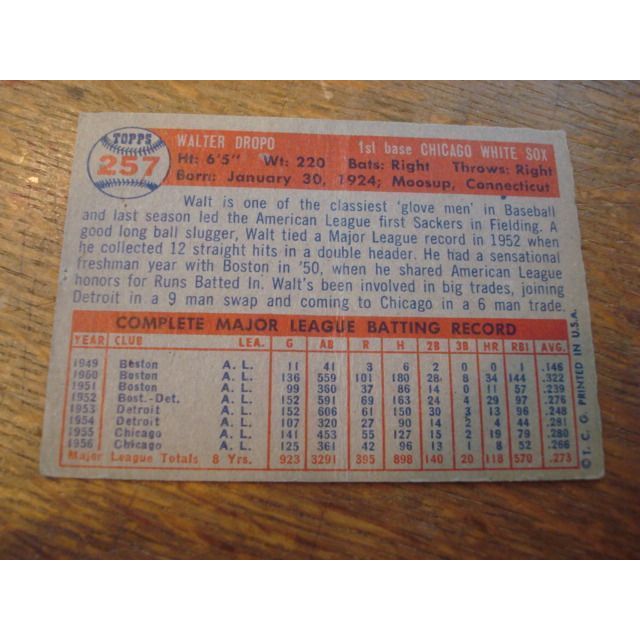 TOPPS
257
WALTER DROPO 1st base CHICAGO WHITE SOX
Ht: 6'5" Wt: 220 Bats: Right Throws: Right
Born: January 30, 1924; Moosup, Connecticut
Walt is one of the classiest 'glove men' in Baseball
and last season led the American League first Sackers in Fielding. A
good long ball slugger, Walt tied a Major League record in 1952 when
he collected 12 straight hits in a double header. He had a sensational
freshman year with Boston in '50, when he shared American League
honors for Runs Batted In. Walt's been involved in big trades, joining
Detroit in a 9 man swap and coming to Chicago in a 6 man trade.
COMPLETE MAJOR LEAGUE BATTING RECORD
YEAR CLUB LEA. G AB R H 2B 3B HR RBI AVG.
1949 Boston A. L. 11 41 3 6 2 0 0 1 .146
1950 Boston A. L. 136 559 101 180 28 8 34 144 .322
1951 Boston A. L. 99 360 37 86 14 0 11 57 .239
1952 Bost.-Det. A. L. 152 591 69 163 24 4 29 97 .276
1953 Detroit A. L. 152 606 61 150 30 3 13 96 .248
1954 Detroit A. L. 107 320 27 90 14 2 4 44 .281
1955 Chicago A. L. 141 453 55 127 15 2 19 79 .280
1956 Chicago A. L. 125 361 42 96 13 1 8 52 .266
Major League Totals 8 Yrs. 923 3291 395 898 140 20 118 570 .273
© T. C. G. PRINTED IN U.S.A.